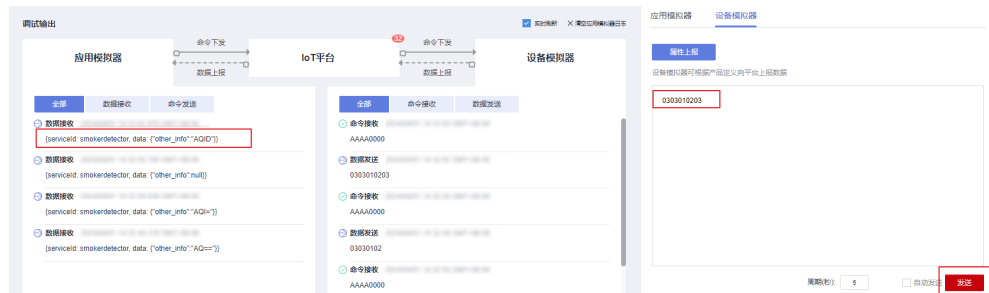 调试输出
实时刷新
清空应用模拟器日志
应用模拟器
命令下发
数据上报
IoT平台
32
命令下发
数据上报
设备模拟器
全部 数据接收 命令发送
数据接收
{serviceId: smokerdetector, data: {"other_info":"AQID"}}
数据接收
{serviceId: smokerdetector, data: {"other_info":null}}
数据接收
{serviceId: smokerdetector, data: {"other_info":"AQI="}}
数据接收
{serviceId: smokerdetector, data: {"other_info":"AQ=="}}
全部 命令接收 数据发送
命令接收
AAAA0000
数据发送
0303010203
命令接收
AAAA0000
数据发送
03030102
命令接收
AAAA0000
应用模拟器 设备模拟器
属性上报
设备模拟器可根据产品定义向平台上报数据
0303010203
周期(秒): 5 自动发送 发送